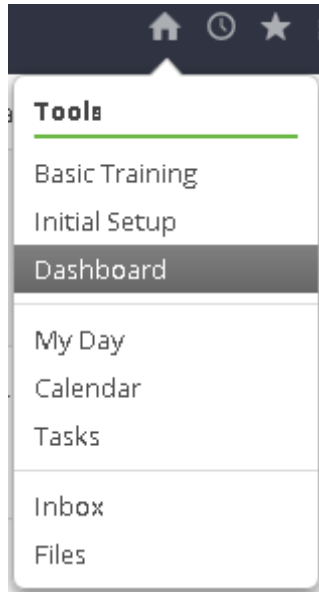 Tools
Basic Training
Initial Setup
Dashboard
My Day
Calendar
Tasks
Inbox
Files